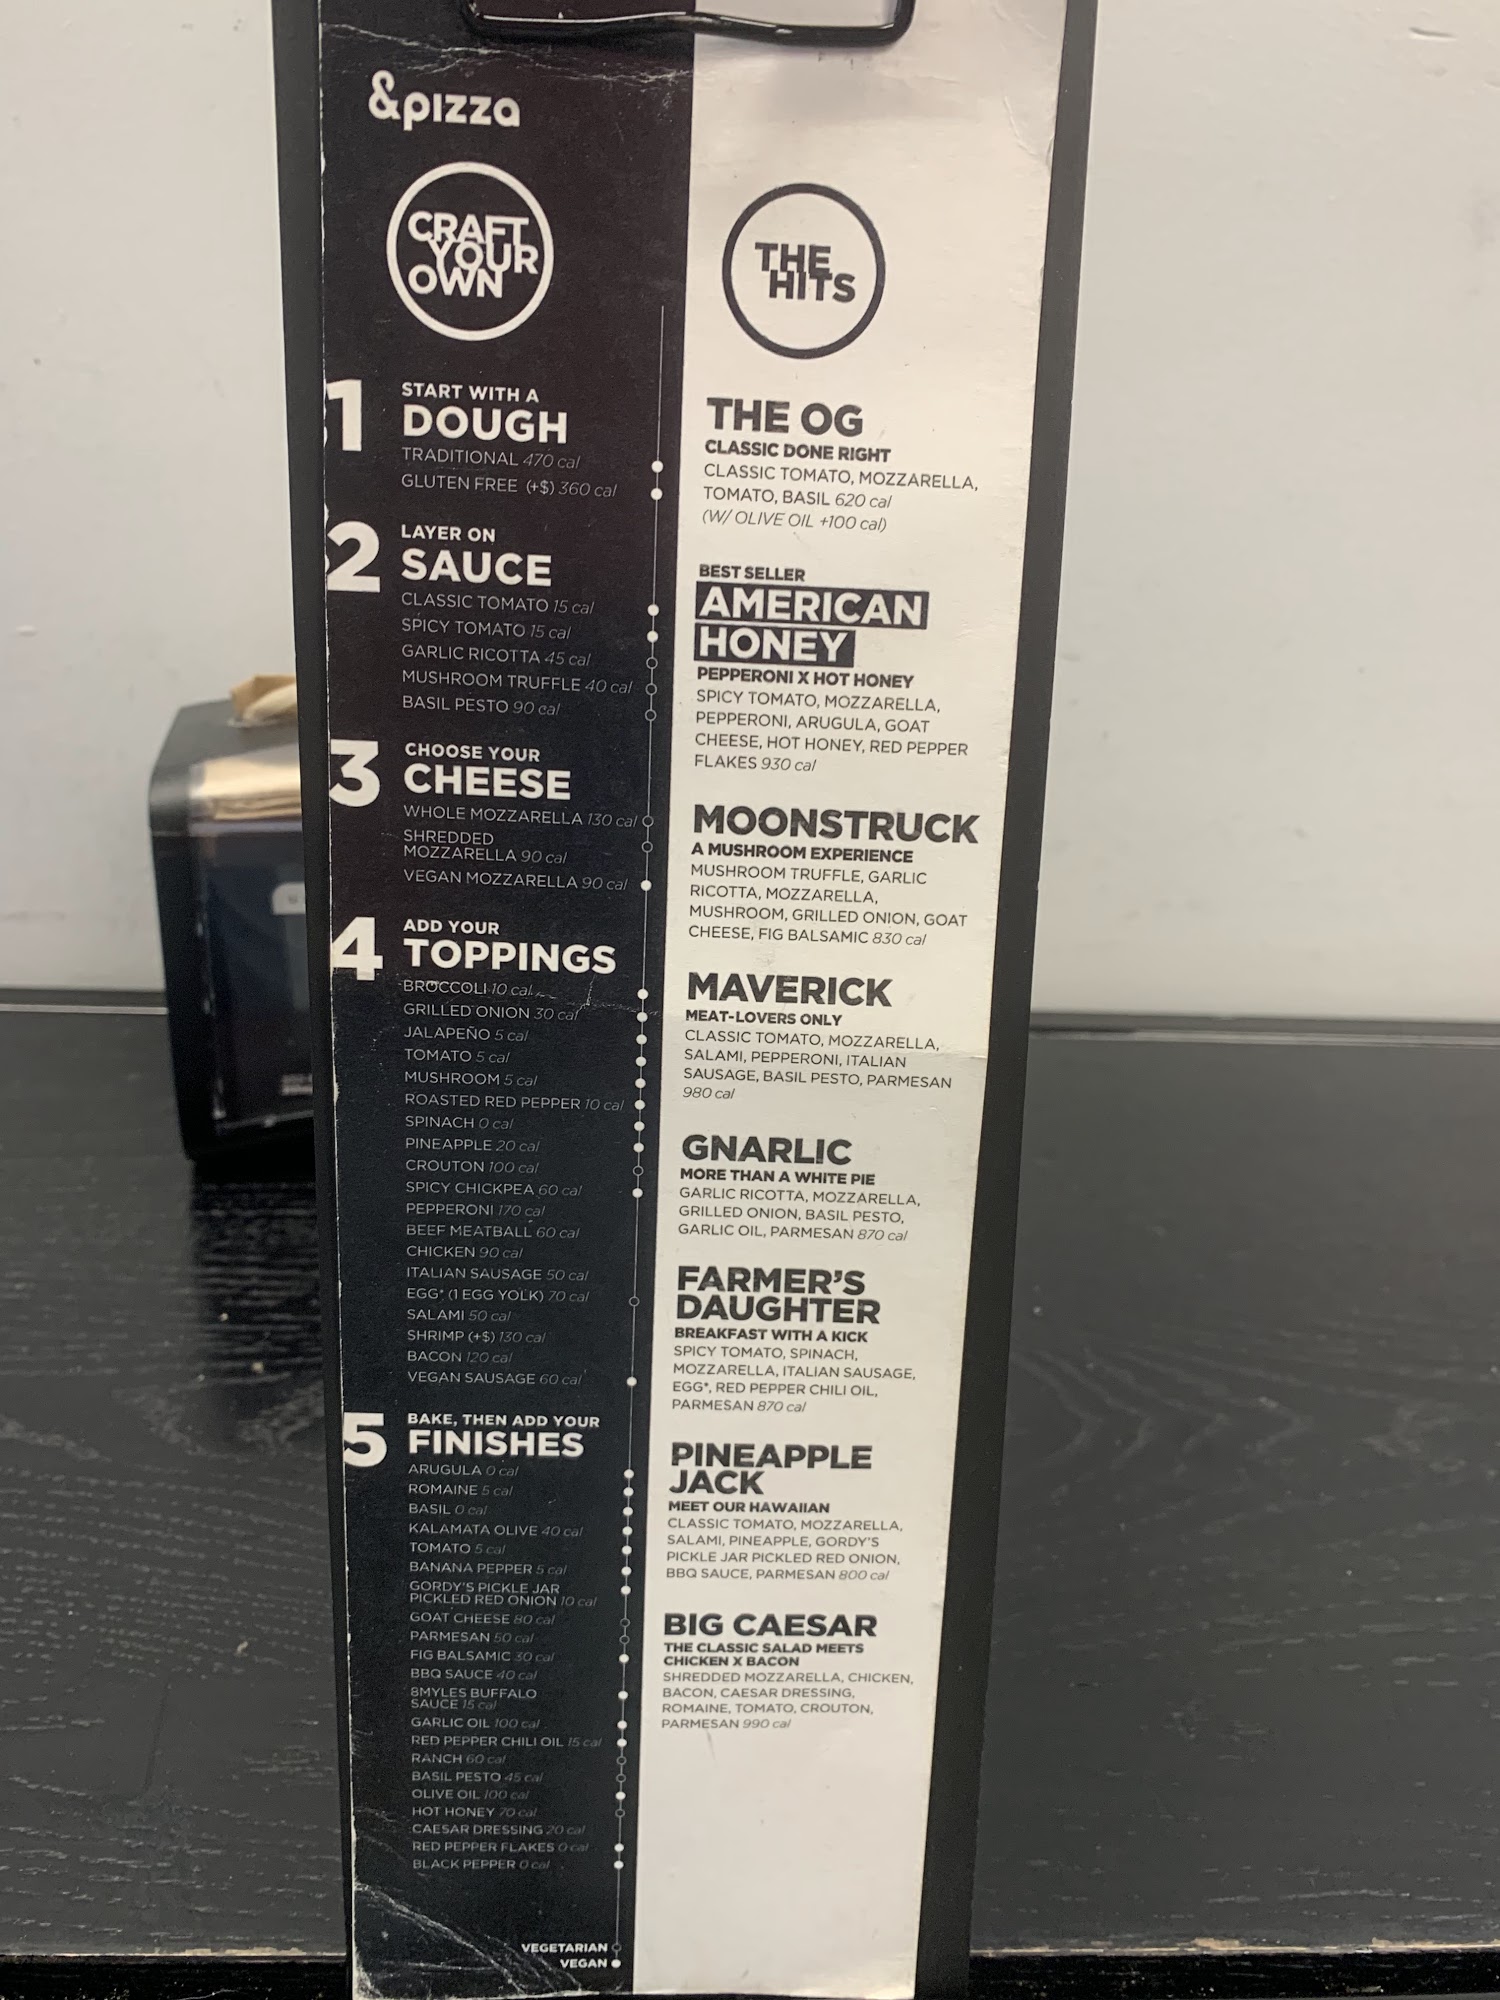 &pizza
CRAFT
YOUR
OWN
1
START WITH A
DOUGH
TRADITIONAL 470 cal
GLUTEN FREE (+$) 360 cal
2
LAYER ON
SAUCE
CLASSIC TOMATO 15 cal
SPICY TOMATO 15 cal
GARLIC RICOTTA 45 cal
MUSHROOM TRUFFLE 40 cal
BASIL PESTO 90 cal
3
CHOOSE YOUR
CHEESE
WHOLE MOZZARELLA 130 cal
SHREDDED
MOZZARELLA 90 cal
VEGAN MOZZARELLA 90 cal
4
ADD YOUR
TOPPINGS
BROCCOLI 10 cal
GRILLED ONION 30 cal
JALAPEÑO 5 cal
TOMATO 5 cal
MUSHROOM 5 cal
ROASTED RED PEPPER 10 cal
SPINACH 0 cal
PINEAPPLE 20 cal
CROUTON 100 cal
SPICY CHICKPEA 60 cal
PEPPERONI 170 cal
BEEF MEATBALL 60 cal
CHICKEN 90 cal
ITALIAN SAUSAGE 50 cal
EGG* (1 EGG YOLK) 70 cal
SALAMI 50 cal
SHRIMP (+$) 130 cal
BACON 120 cal
VEGAN SAUSAGE 60 cal
5
BAKE, THEN ADD YOUR
FINISHES
ARUGULA 0 cal
ROMAINE 5 cal
BASIL 0 cal
KALAMATA OLIVE 40 cal
TOMATO 5 cal
BANANA PEPPER 5 cal
GORDY'S PICKLE JAR
PICKLED RED ONION 10 cal
GOAT CHEESE 80 cal
PARMESAN 50 cal
FIG BALSAMIC 30 cal
BBQ SAUCE 40 cal
8MYLES BUFFALO
SAUCE 15 cal
GARLIC OIL 100 cal
RED PEPPER CHILI OIL 15 cal
RANCH 60 cal
BASIL PESTO 45 cal
OLIVE OIL 100 cal
HOT HONEY 70 cal
CAESAR DRESSING 20 cal
RED PEPPER FLAKES 0 cal
BLACK PEPPER 0 cal
VEGETARIAN
VEGAN
THE
HITS
THE OG
CLASSIC DONE RIGHT
CLASSIC TOMATO, MOZZARELLA,
TOMATO, BASIL 620 cal
(W/ OLIVE OIL +100 cal)
BEST SELLER
AMERICAN
HONEY
PEPPERONI X HOT HONEY
SPICY TOMATO, MOZZARELLA,
PEPPERONI, ARUGULA, GOAT
CHEESE, HOT HONEY, RED PEPPER
FLAKES 930 cal
MOONSTRUCK
A MUSHROOM EXPERIENCE
MUSHROOM TRUFFLE, GARLIC
RICOTTA, MOZZARELLA,
MUSHROOM, GRILLED ONION, GOAT
CHEESE, FIG BALSAMIC 830 cal
MAVERICK
MEAT-LOVERS ONLY
CLASSIC TOMATO, MOZZARELLA,
SALAMI, PEPPERONI, ITALIAN
SAUSAGE, BASIL PESTO, PARMESAN
980 cal
GNARLIC
MORE THAN A WHITE PIE
GARLIC RICOTTA, MOZZARELLA,
GRILLED ONION, BASIL PESTO,
GARLIC OIL, PARMESAN 870 cal
FARMER'S
DAUGHTER
BREAKFAST WITH A KICK
SPICY TOMATO, SPINACH,
MOZZARELLA, ITALIAN SAUSAGE,
EGG*, RED PEPPER CHILI OIL,
PARMESAN 870 cal
PINEAPPLE
JACK
MEET OUR HAWAIIAN
CLASSIC TOMATO, MOZZARELLA,
SALAMI, PINEAPPLE, GORDY'S
PICKLE JAR PICKLED RED ONION,
BBQ SAUCE, PARMESAN 800 cal
BIG CAESAR
THE CLASSIC SALAD MEETS
CHICKEN X BACON
SHREDDED MOZZARELLA, CHICKEN,
BACON, CAESAR DRESSING,
ROMAINE, TOMATO, CROUTON,
PARMESAN 990 cal